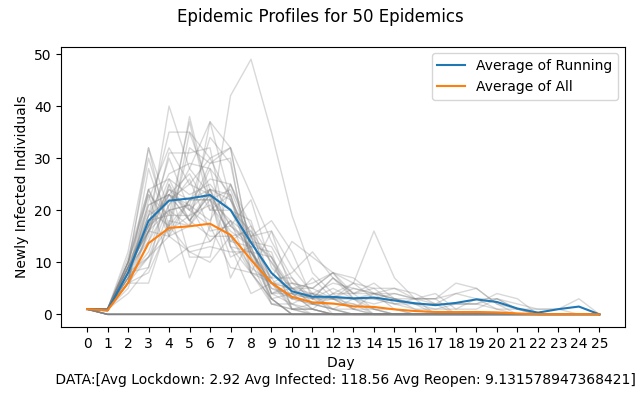 Epidemic Profiles for 50 Epidemics
50
40
30
20
10
0
Newly Infected Individuals
Average of Running
Average of All
0 1 2 3 4 5 6 7 8 9 10 11 12 13 14 15 16 17 18 19 20 21 22 23 24 25
Day
DATA:[Avg Lockdown: 2.92 Avg Infected: 118.56 Avg Reopen: 9.131578947368421]